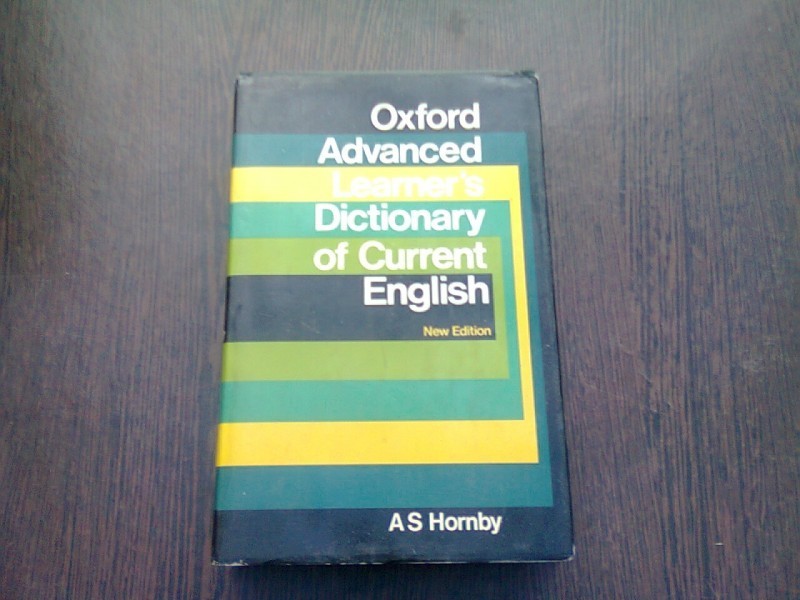 Oxford
Advanced
Learner's
Dictionary
of Current
English
New Edition
A S Hornby